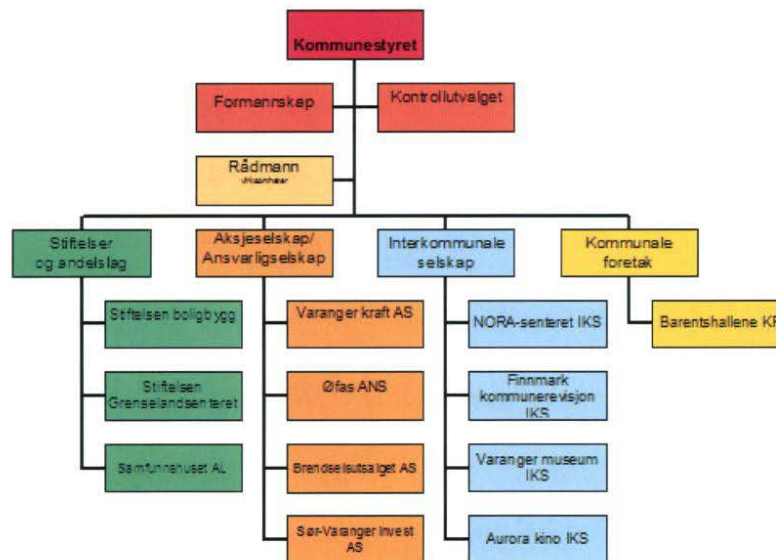 Kommunestyret
Formannskap
Kontrollutvalget
Rådmann
Virksomheter
Stiftelser
og andelslag
Aksjeselskap/
Ansvarligselskap
Interkommunale
selskap
Kommunale
foretak
Stiftelsen boligbygg
Varanger kraft AS
NORA-senteret IKS
Barentshallene KF
Stiftelsen
Grenselandsenteret
Øfas ANS
Finnmark
kommunerevisjon
IKS
Samfunnshuset AL
Brendselsutsalget AS
Varanger museum
IKS
Sør-Varanger Invest
AS
Aurora kino IKS